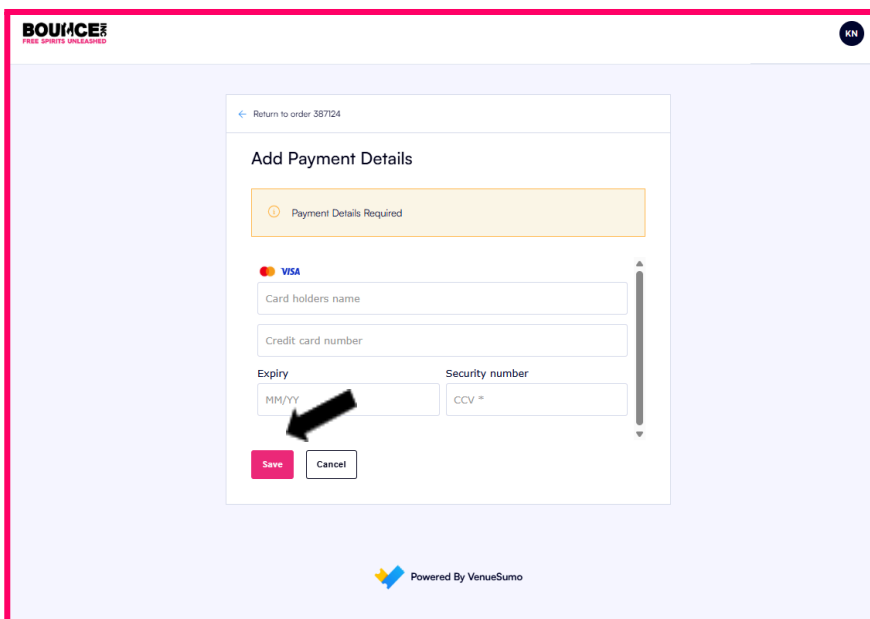 BOUNCE INC
FREE SPIRITS UNLEASHED
KN
← Return to order 387124
Add Payment Details
Payment Details Required
VISA
Card holders name
Credit card number
Expiry
Security number
MM/YY
CCV *
Save
Cancel
Powered By VenueSumo